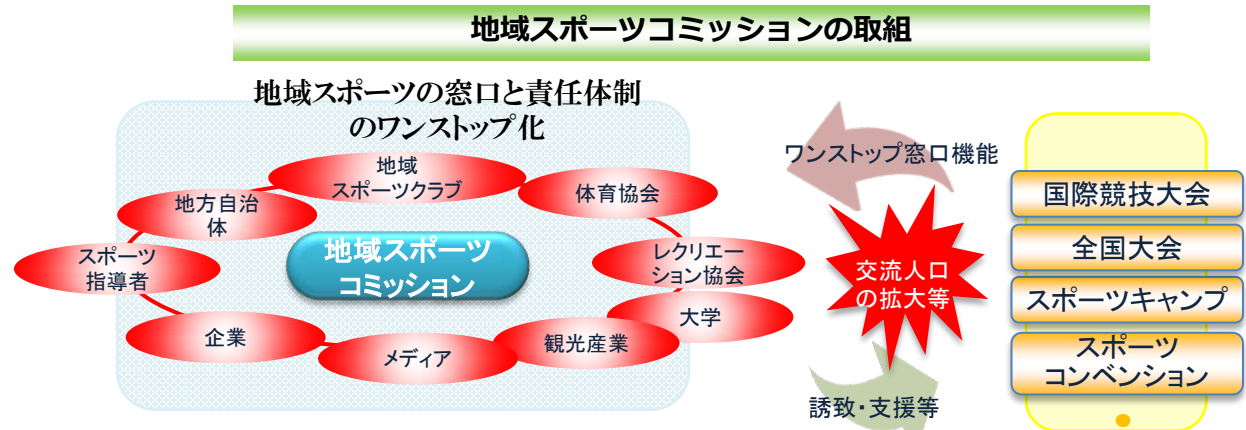 地域スポーツコミッションの取組
地域スポーツの窓口と責任体制
のワンストップ化
地域
スポーツクラブ
体育協会
地方自治
体
レクリエー
ション協会
スポーツ
指導者
地域スポーツ
コミッション
大学
企業
メディア
観光産業
ワンストップ窓口機能
交流人口
の拡大等
誘致・支援等
国際競技大会
全国大会
スポーツキャンプ
スポーツ
コンベンション